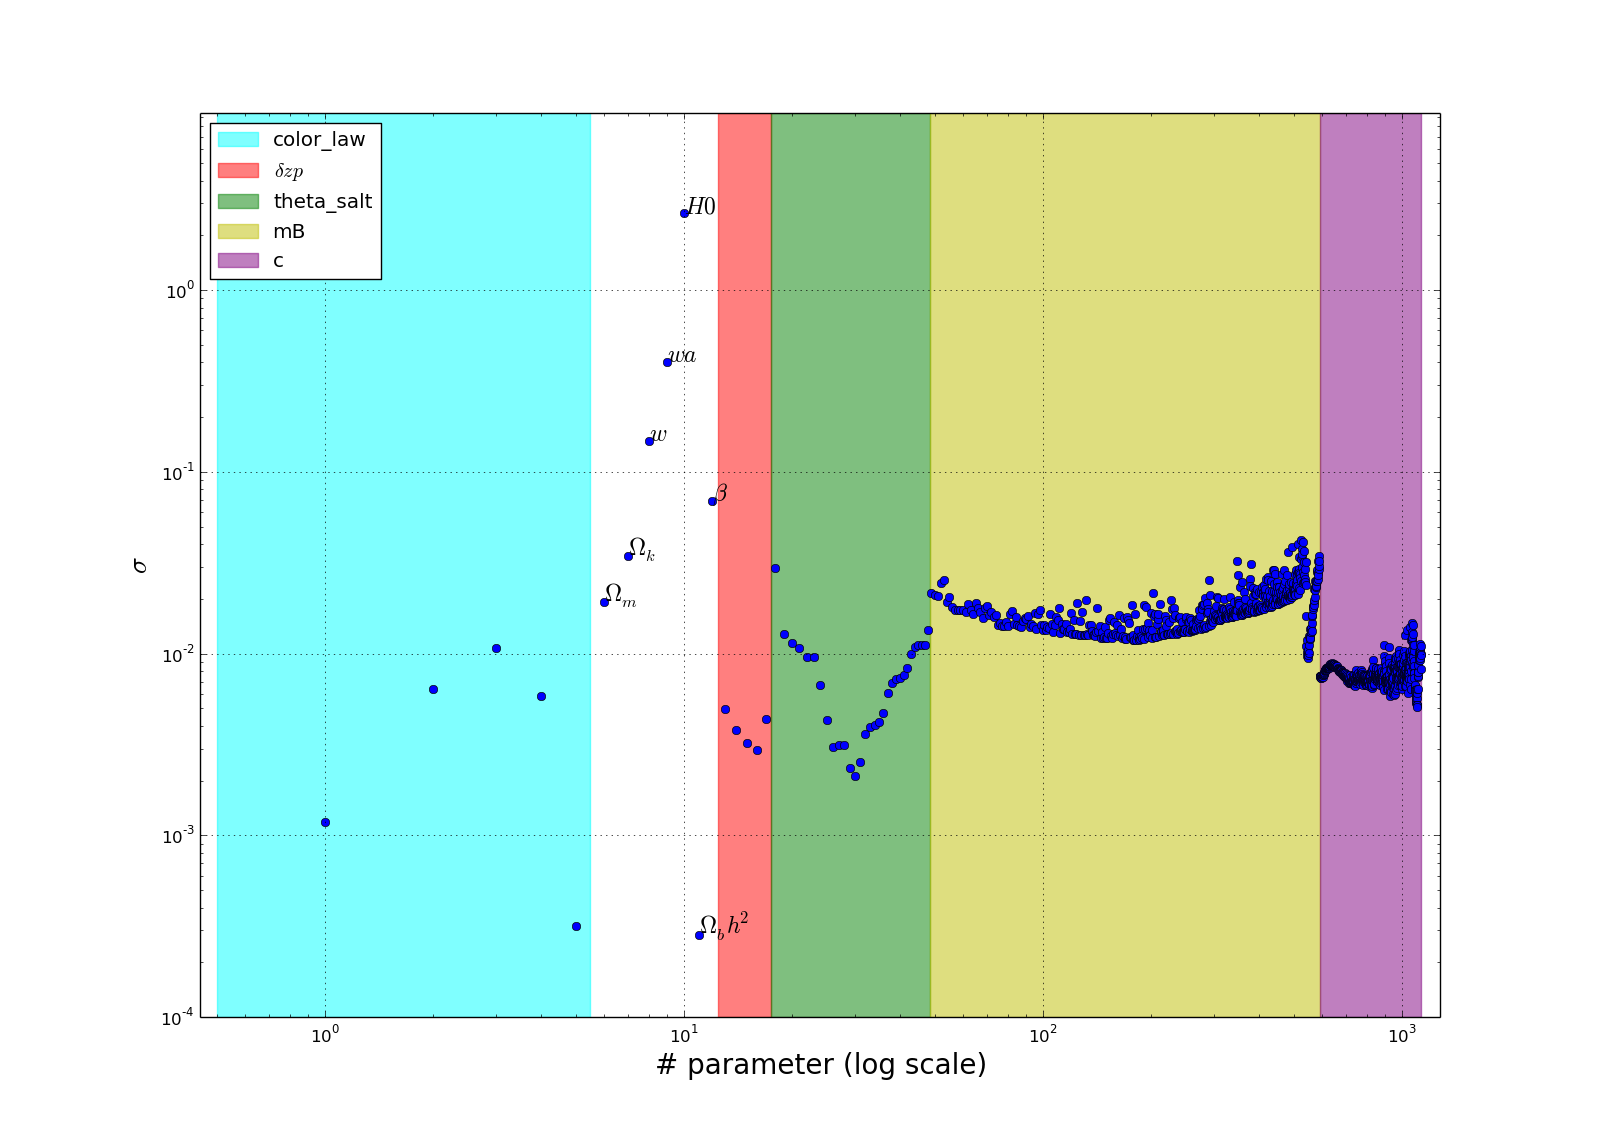 color_law
δzp
theta_salt
mB
c
H0
wa
w
β
Ω_k
Ω_m
Ω_b h^2
σ
10^0
10^-1
10^-2
10^-3
10^-4
10^0 10^1 10^2 10^3
# parameter (log scale)